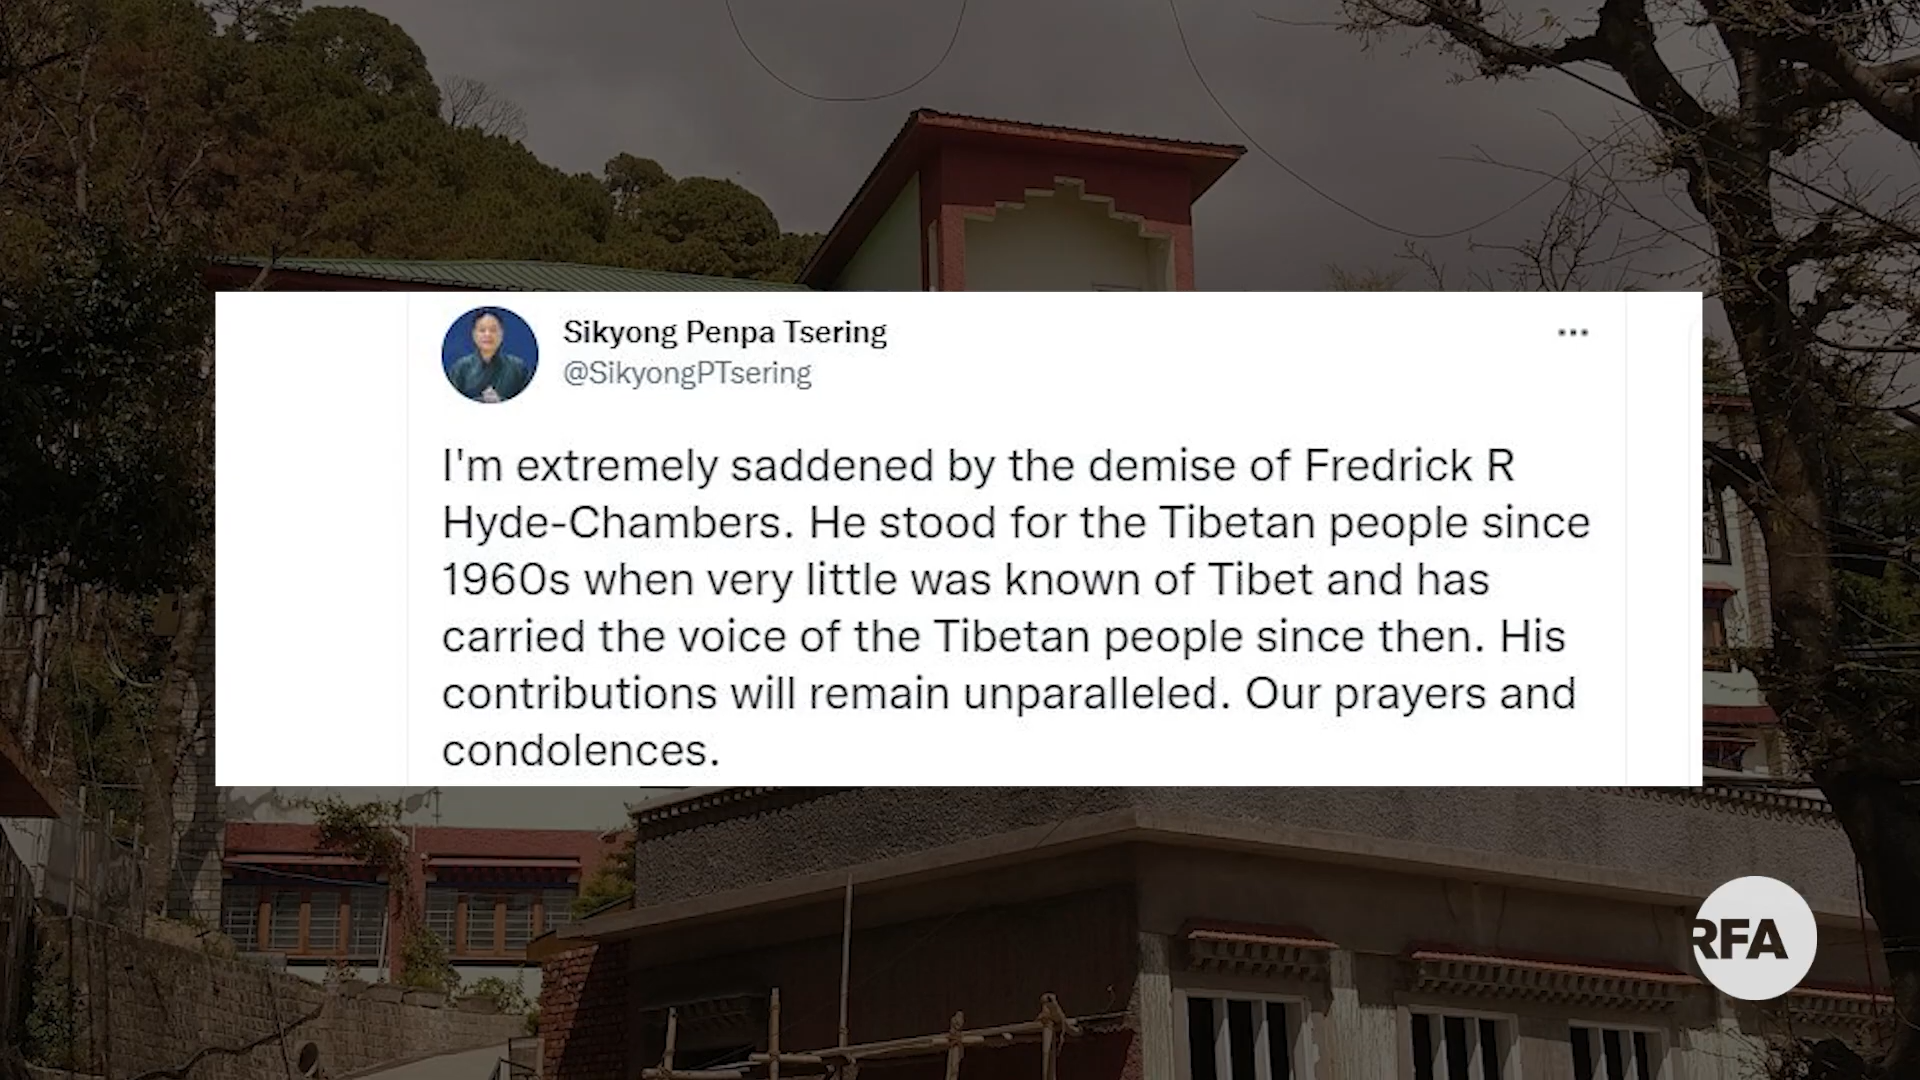 Sikyong Penpa Tsering
@SikyongPTsering
I'm extremely saddened by the demise of Fredrick R
Hyde-Chambers. He stood for the Tibetan people since
1960s when very little was known of Tibet and has
carried the voice of the Tibetan people since then. His
contributions will remain unparalleled. Our prayers and
condolences.
RFA